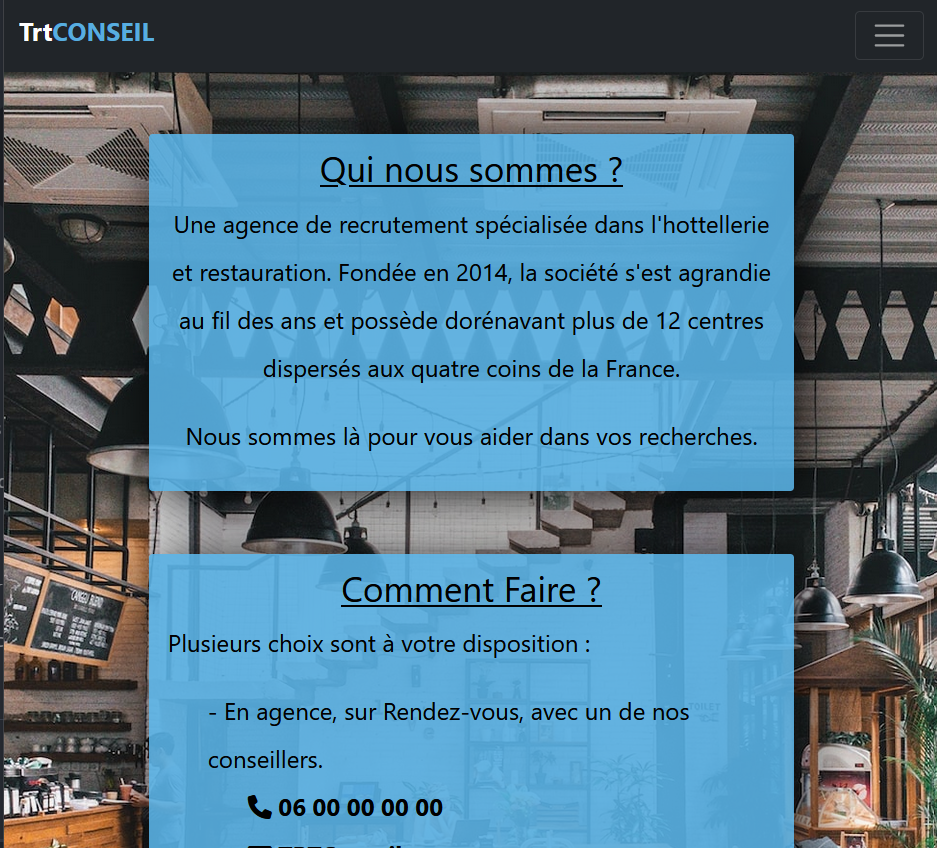 TrtCONSEIL
Qui nous sommes ?
Une agence de recrutement spécialisée dans l'hottellerie
et restauration. Fondée en 2014, la société s'est agrandie
au fil des ans et possède dorénavant plus de 12 centres
dispersés aux quatre coins de la France.
Nous sommes là pour vous aider dans vos recherches.
Comment Faire ?
Plusieurs choix sont à votre disposition :
- En agence, sur Rendez-vous, avec un de nos
conseillers.
06 00 00 00 00
TOILET
CANGGU BLEND